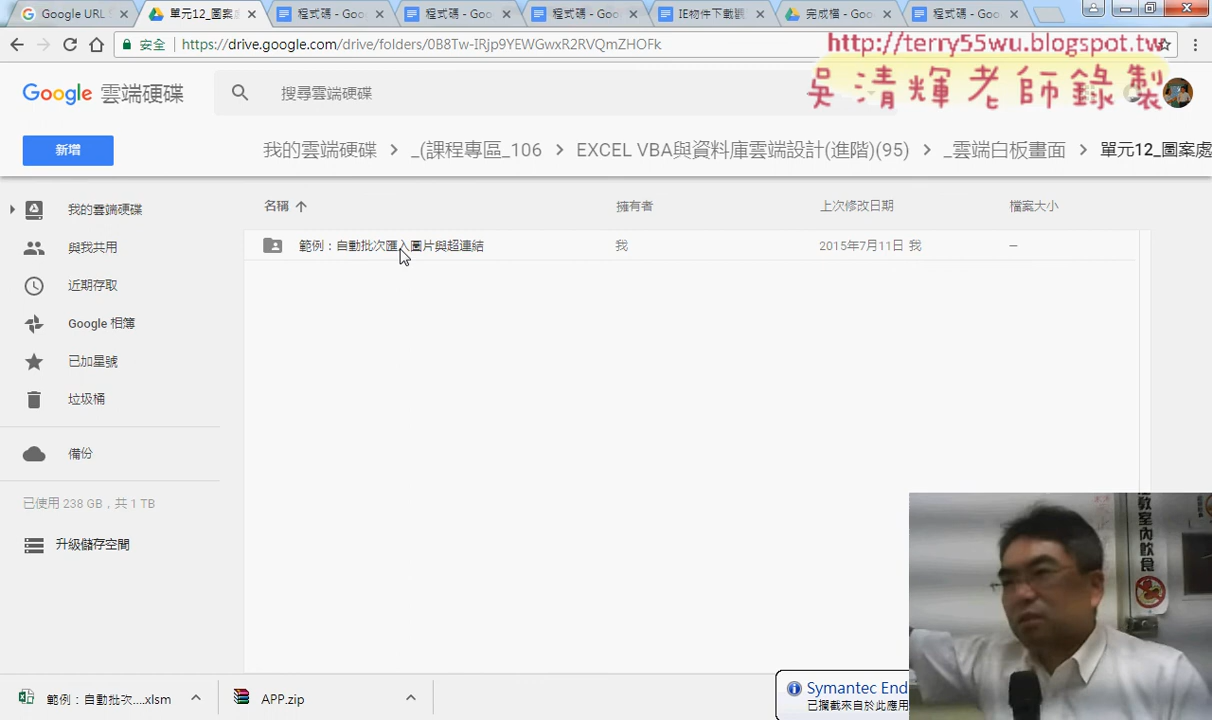 Google URL
單元12_圖案處
程式碼 - Goo
程式碼 - Goo
程式碼 - Goo
IE物件下載
完成檔 - Goo
程式碼 - Goo
安全
https://drive.google.com/drive/folders/0B8Tw-IRjp9YEWGwxR2RVQmZHOFk
http://terry55wu.blogspot.tw
吳清輝老師錄製
Google 雲端硬碟
搜尋雲端硬碟
新增
我的雲端硬碟 > _(課程專區_106 > EXCEL VBA與資料庫雲端設計(進階)(95) > _雲端白板畫面 > 單元12_圖案處
名稱 擁有者 上次修改日期 檔案大小
範例：自動批次匯入圖片與超連結 我 2015年7月11日 我 —
我的雲端硬碟
與我共用
近期存取
Google 相簿
已加星號
垃圾桶
備份
已使用 238 GB，共 1 TB
升級儲存空間
教室內飲食
範例：自動批次....xlsm
APP.zip
Symantec End
已攔截來自於此應用